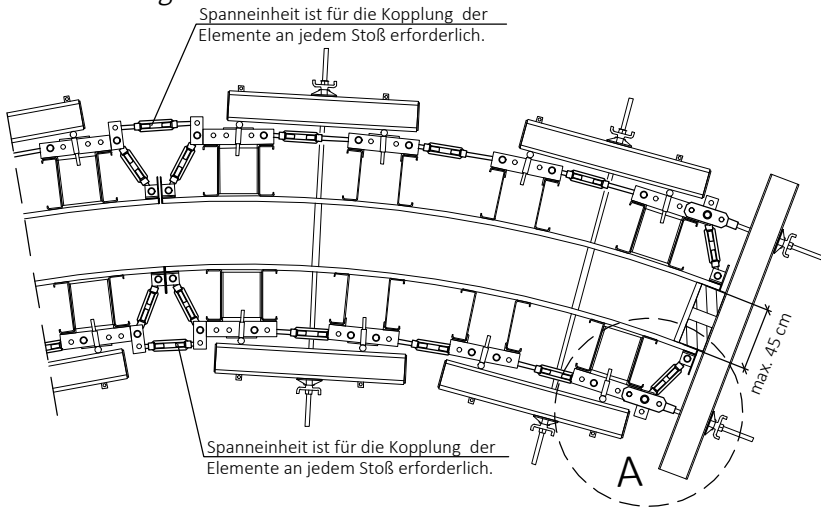 Spanneinheit ist für die Kopplung der
Elemente an jedem Stoß erforderlich.
max. 45 cm
Spanneinheit ist für die Kopplung der
Elemente an jedem Stoß erforderlich.
A